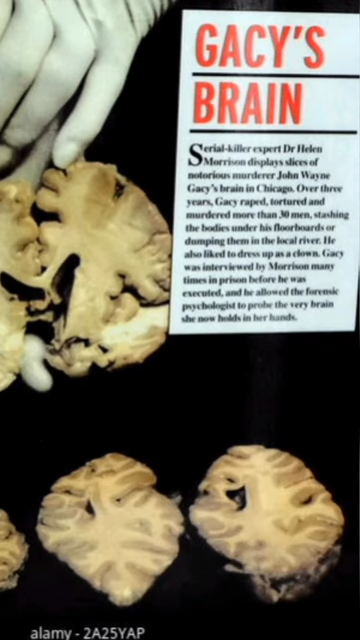 GACY'S
BRAIN
Serial-killer expert Dr Helen
Morrison displays slices of
notorious murderer John Wayne
Gacy's brain in Chicago. Over three
years, Gacy raped, tortured and
murdered more than 30 men, stashing
the bodies under his floorboards or
dumping them in the local river. He
also liked to dress up as a clown. Gacy
was interviewed by Morrison many
times in prison before he was
executed, and he allowed the forensic
psychologist to probe the very brain
she now holds in her hands.
alamy - 2A25YAP